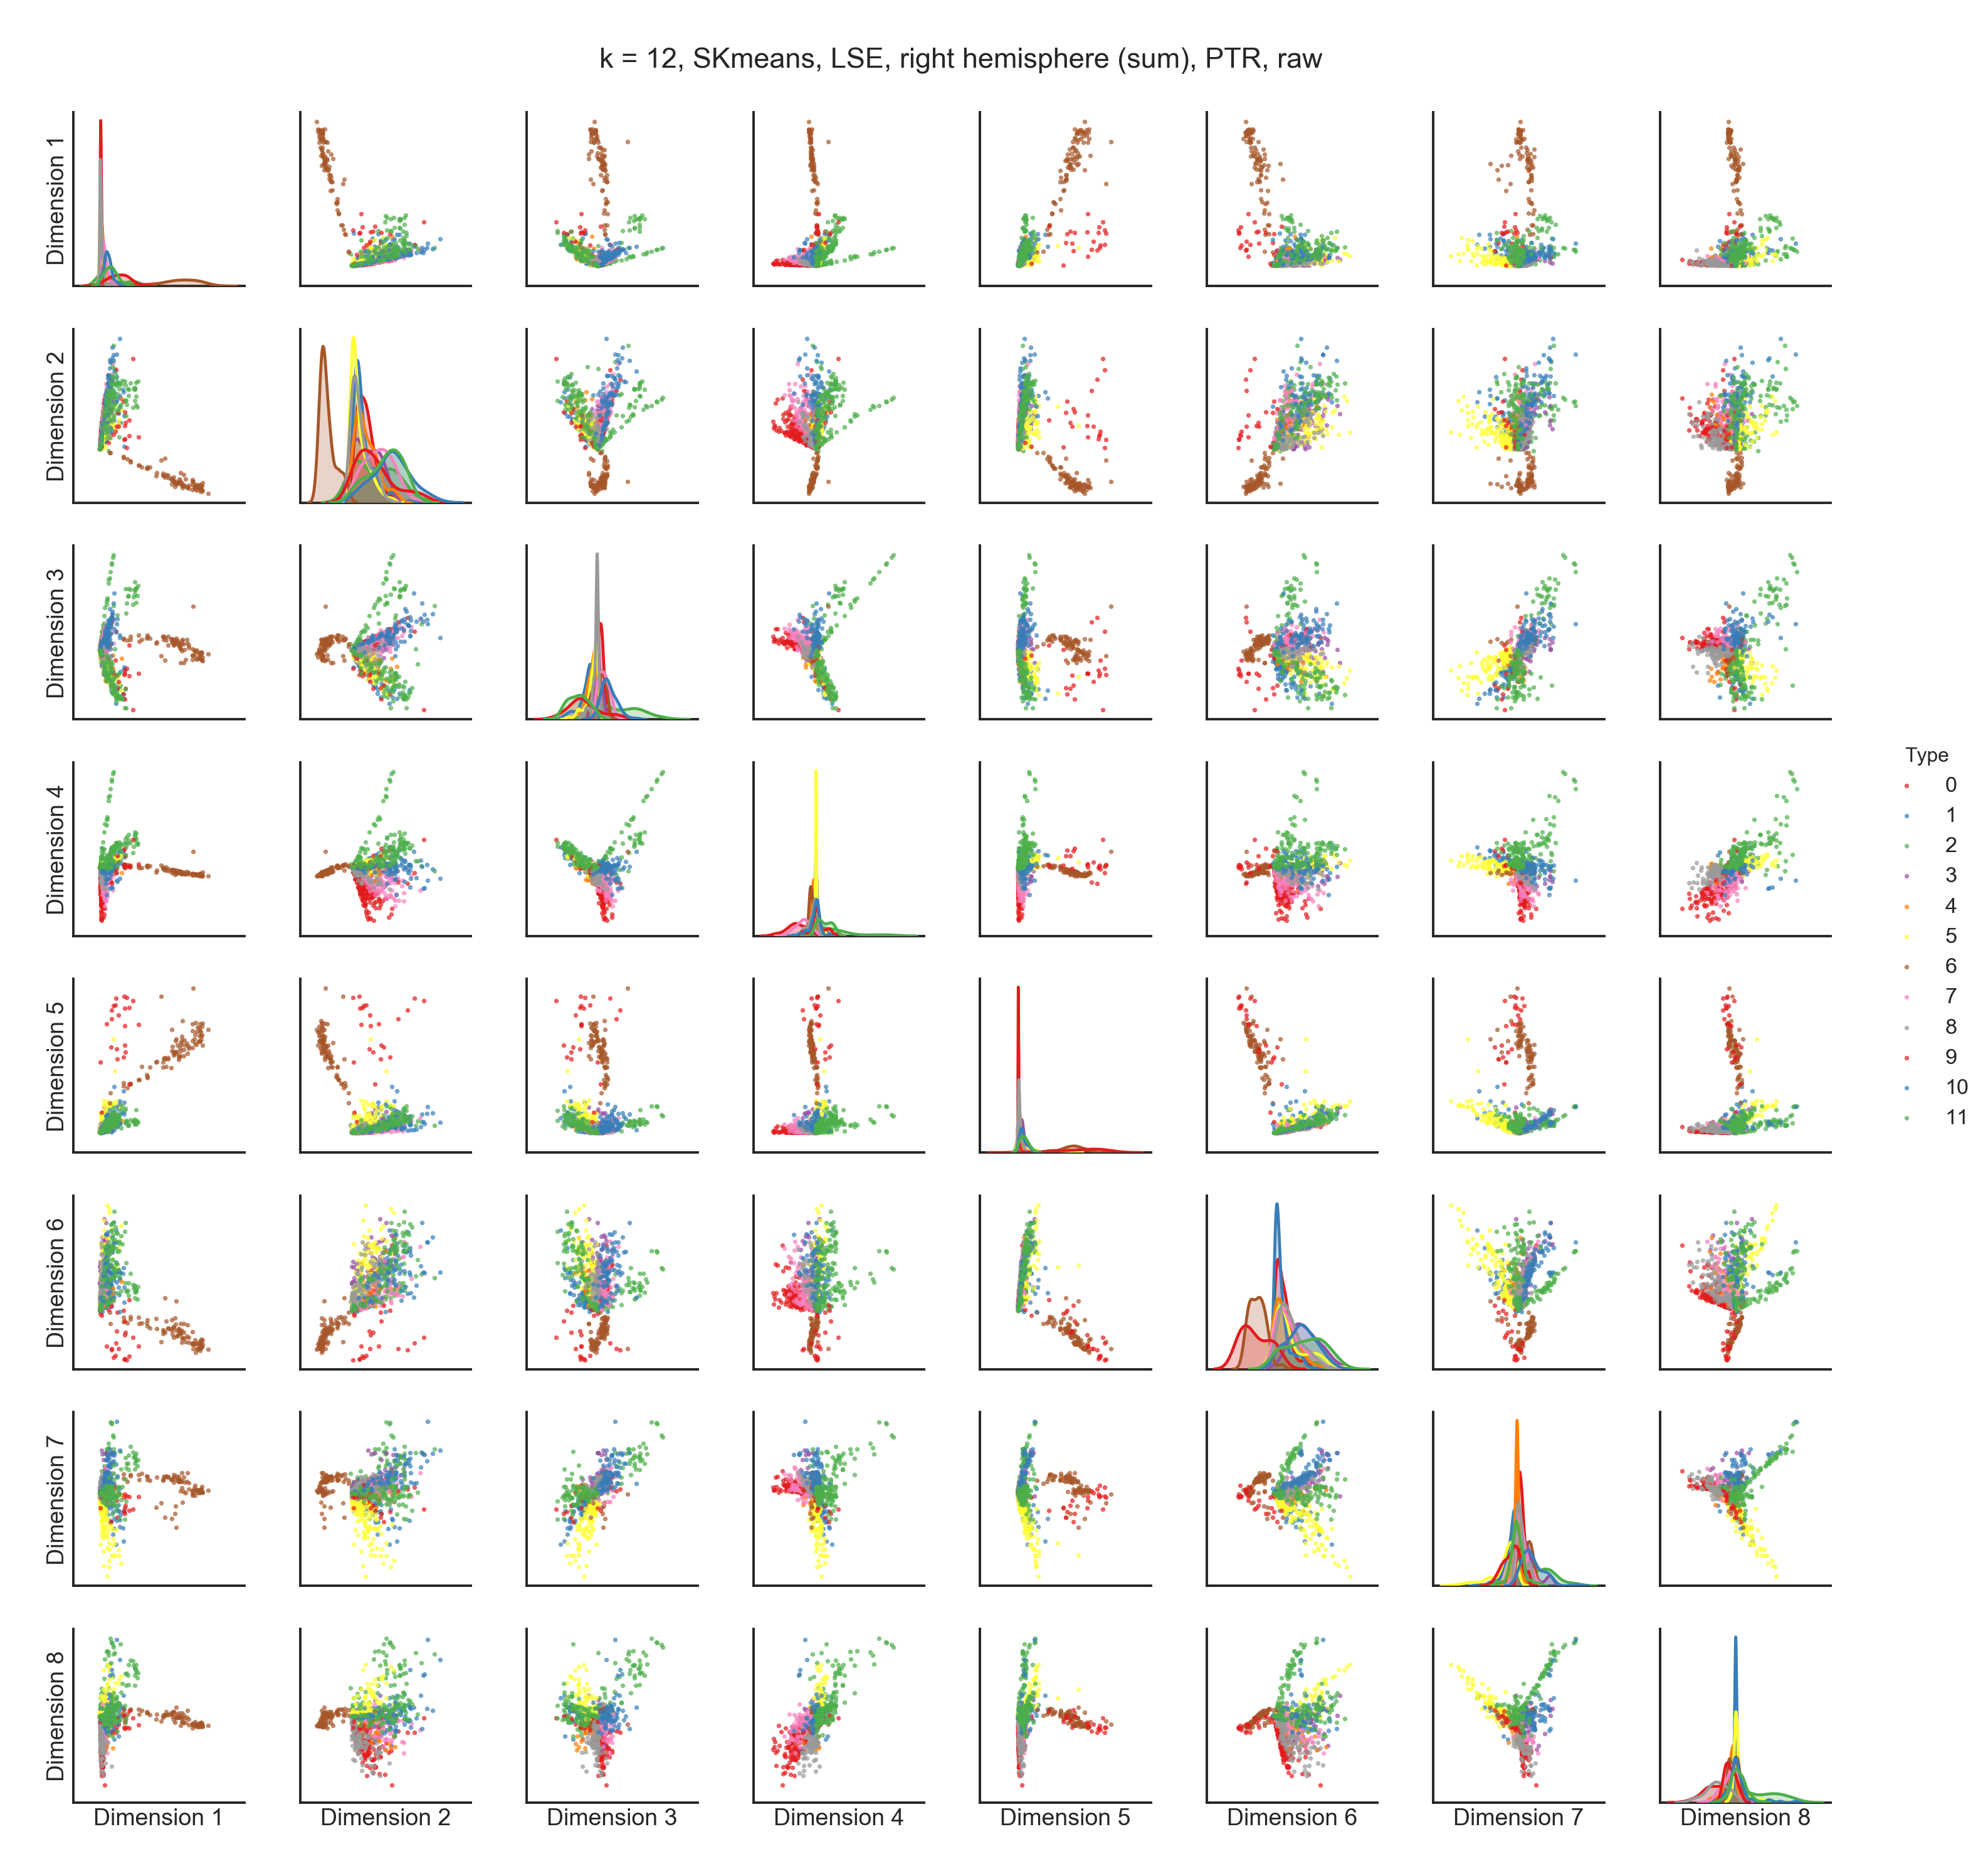 k = 12, SKmeans, LSE, right hemisphere (sum), PTR, raw
Dimension 1
Dimension 2
Dimension 3
Dimension 4
Dimension 5
Dimension 6
Dimension 7
Dimension 8
Type
0
1
2
3
4
5
6
7
8
9
10
11
Dimension 1
Dimension 2
Dimension 3
Dimension 4
Dimension 5
Dimension 6
Dimension 7
Dimension 8